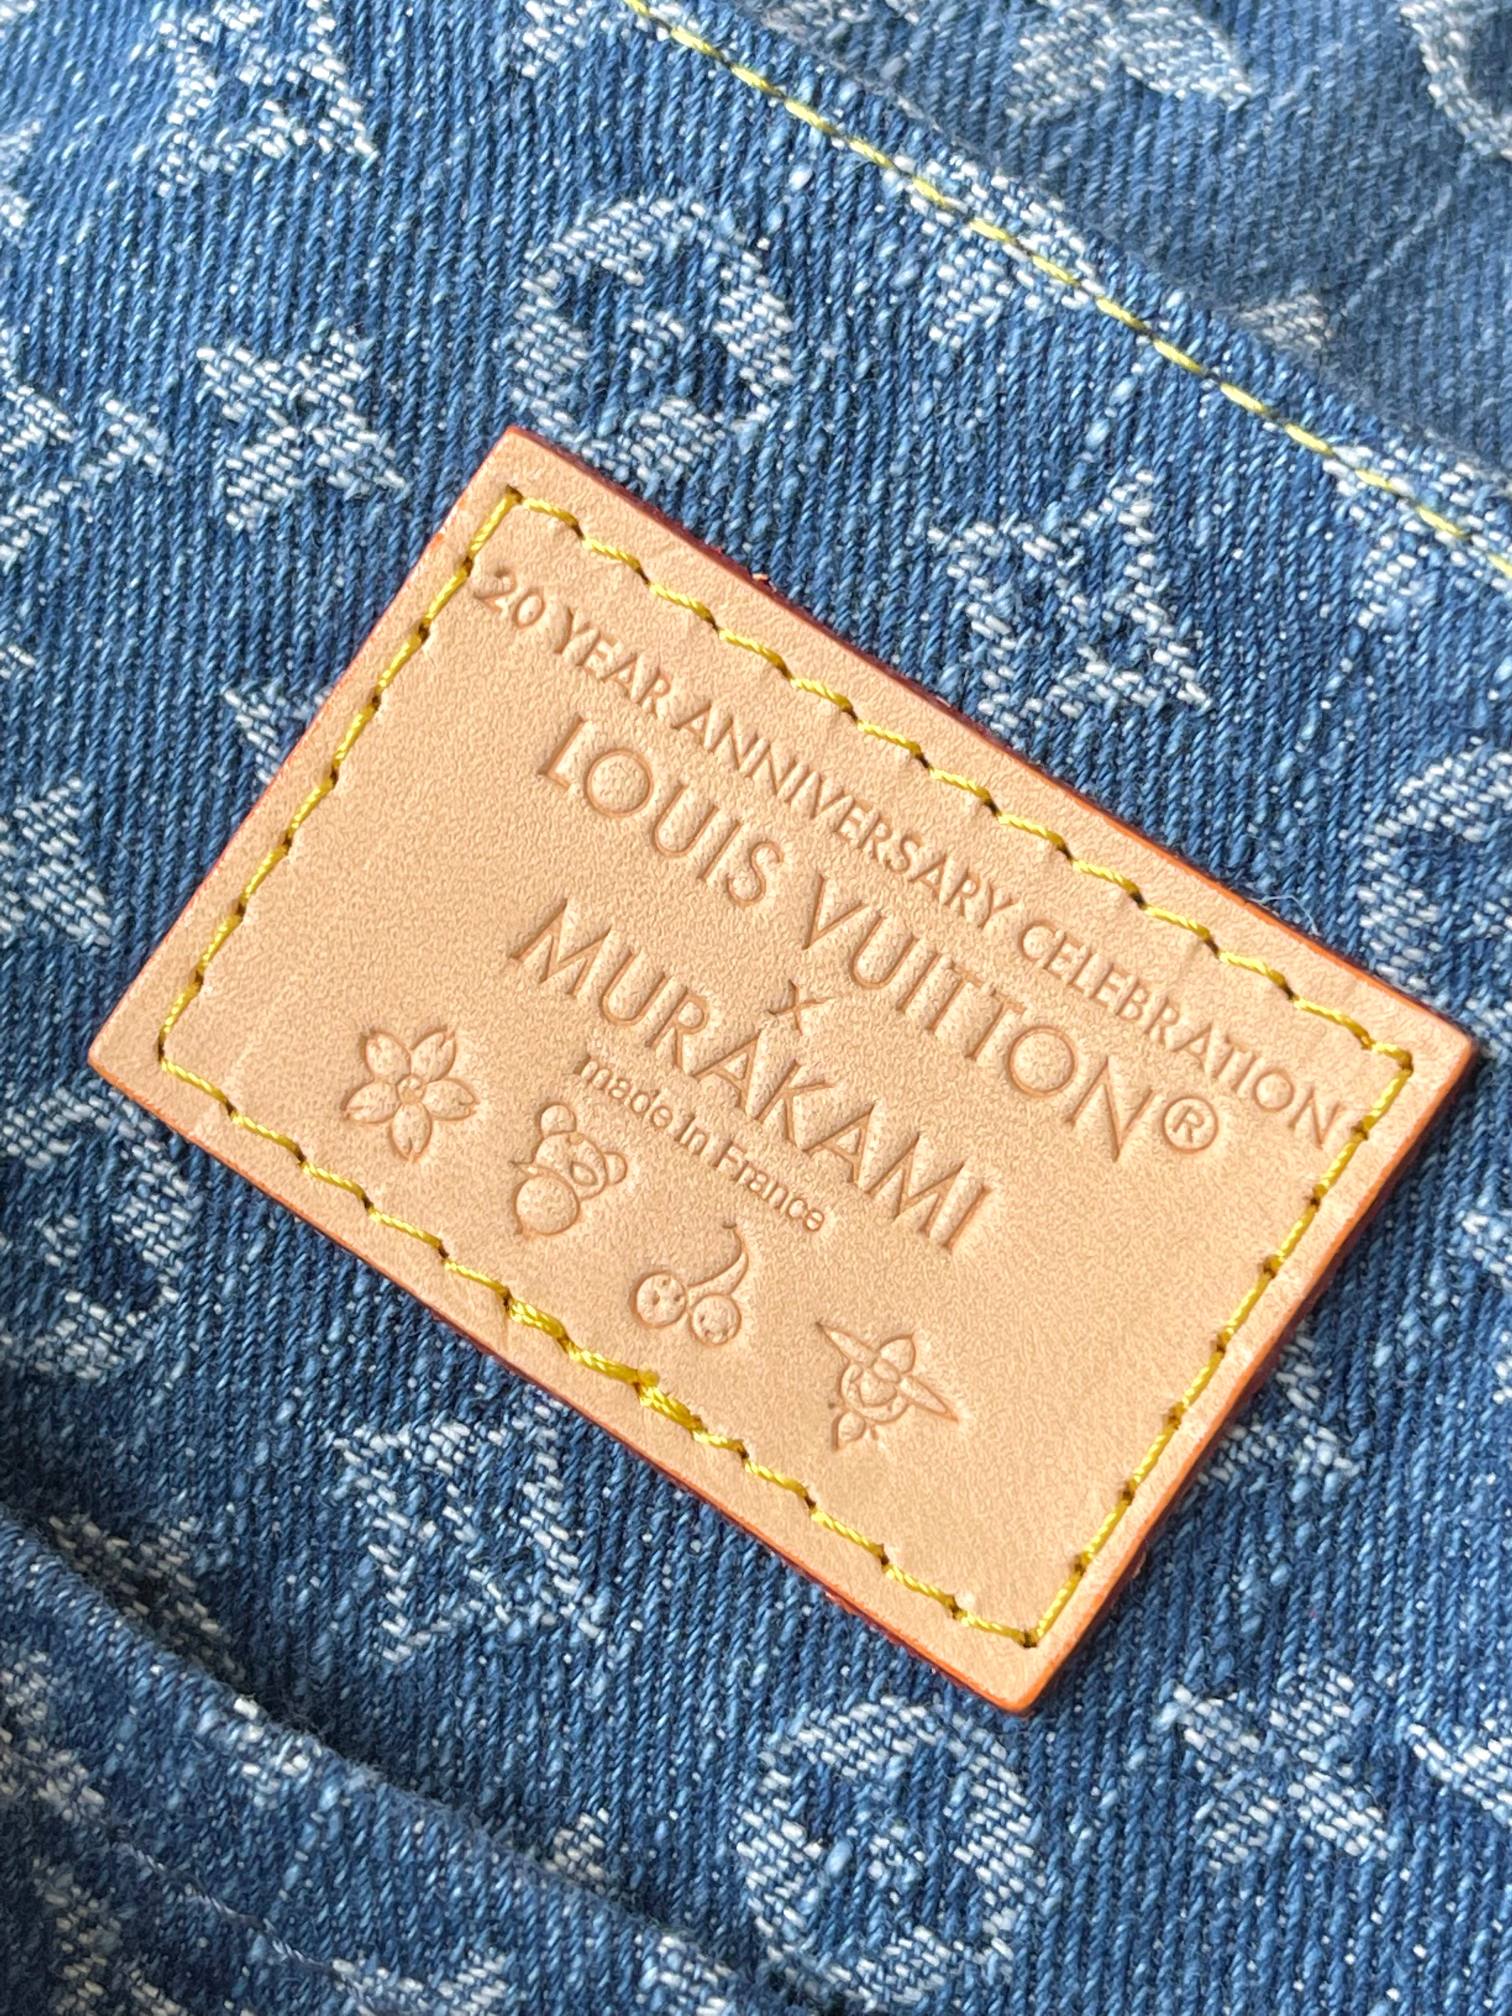 20 YEAR ANNIVERSARY CELEBRATION
LOUIS VUITTON®
x
MURAKAMI
made in France